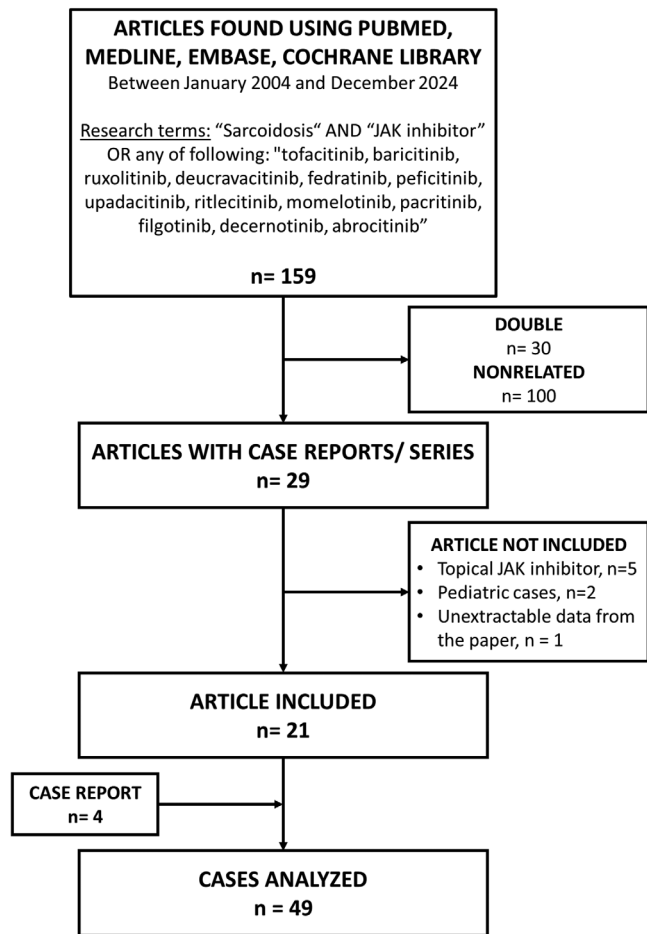 ARTICLES FOUND USING PUBMED,
MEDLINE, EMBASE, COCHRANE LIBRARY
Between January 2004 and December 2024
Research terms: “Sarcoidosis“ AND “JAK inhibitor”
OR any of following: "tofacitinib, baricitinib,
ruxolitinib, deucravacitinib, fedratinib, peficitinib,
upadacitinib, ritlecitinib, momelotinib, pacritinib,
filgotinib, decernotinib, abrocitinib”
n= 159
DOUBLE
n= 30
NONRELATED
n= 100
ARTICLES WITH CASE REPORTS/ SERIES
n= 29
ARTICLE NOT INCLUDED
• Topical JAK inhibitor, n=5
• Pediatric cases, n=2
• Unextractable data from
the paper, n = 1
ARTICLE INCLUDED
n= 21
CASE REPORT
n= 4
CASES ANALYZED
n = 49